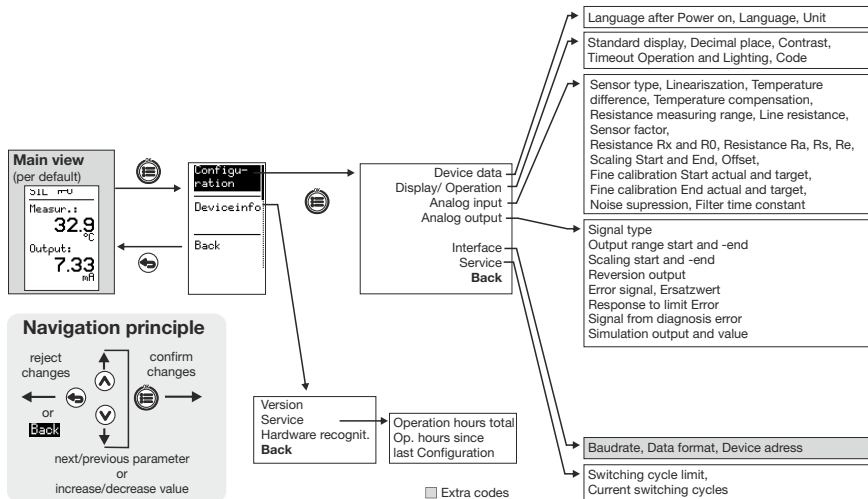 Language after Power on, Language, Unit
Standard display, Decimal place, Contrast,
Timeout Operation and Lighting, Code
Sensor type, Lineariszation, Temperature
difference, Temperature compensation,
Resistance measuring range, Line resistance,
Sensor factor,
Resistance Rx and R0, Resistance Ra, Rs, Re,
Scaling Start and End, Offset,
Fine calibration Start actual and target,
Fine calibration End actual and target,
Noise supression, Filter time constant
Main view
(per default)
SIL
Measur.:
32.9
°C
Output:
7.33
mA
OK
Configu-
ration
Deviceinfo
Back
OK
Device data
Display/ Operation
Analog input
Analog output
Interface
Service
Back
Signal type
Output range start and -end
Scaling start and -end
Reversion output
Error signal, Ersatzwert
Response to limit Error
Signal from diagnosis error
Simulation output and value
Navigation principle
reject
changes
or
Back
OK
confirm
changes
next/previous parameter
or
increase/decrease value
Version
Service
Hardware recognit.
Back
Operation hours total
Op. hours since
last Configuration
Baudrate, Data format, Device adress
Switching cycle limit,
Current switching cycles
Extra codes